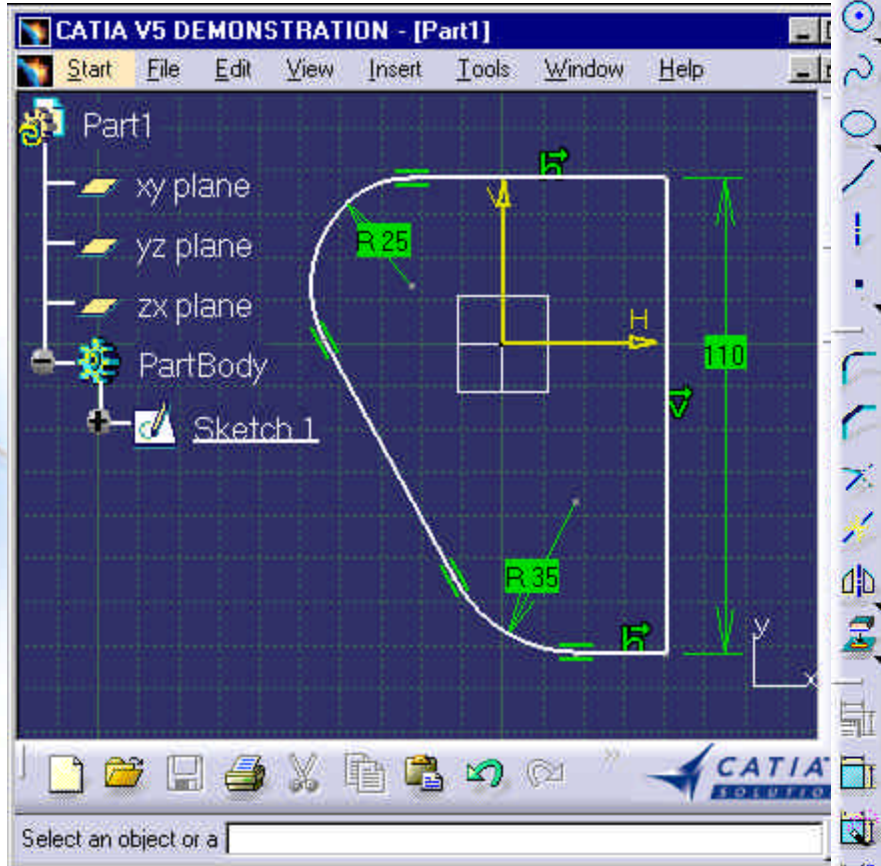 CATIA V5 DEMONSTRATION - [Part1]
Start File Edit View Insert Tools Window Help
Part1
xy plane
yz plane
zx plane
PartBody
Sketch.1
R 25
V
H
110
R 35
y
x
CATIA
SOLUTIO
Select an object or a